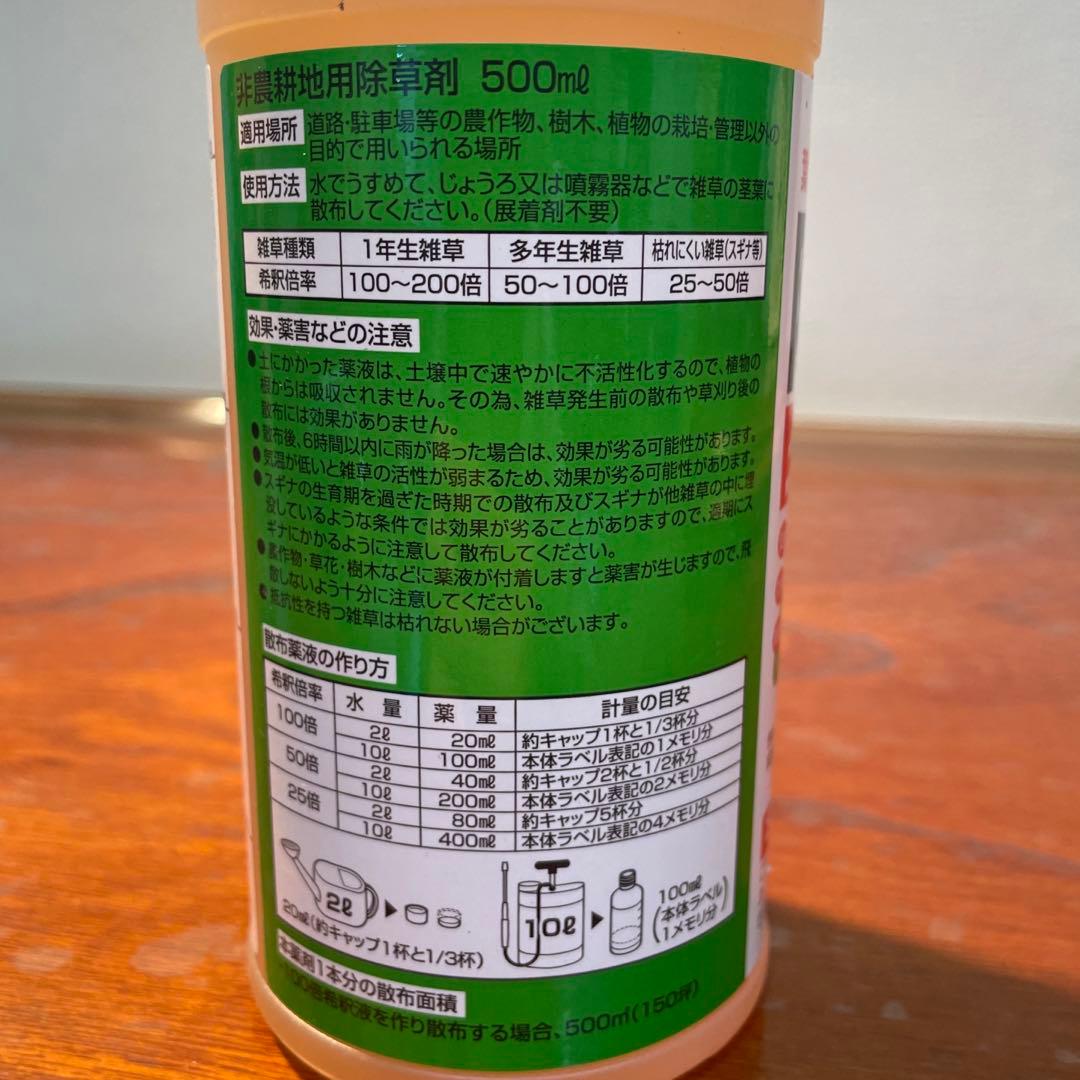 非農耕地用除草剤 500mℓ
適用場所 道路・駐車場等の農作物、樹木、植物の栽培・管理以外の
目的で用いられる場所
使用方法 水でうすめて、じょうろ又は噴霧器などで雑草の茎葉に
散布してください。(展着剤不要)
雑草種類 1年生雑草 多年生雑草 枯れにくい雑草(スギナ等)
希釈倍率 100〜200倍 50〜100倍 25〜50倍
効果・薬害などの注意
●土にかかった薬液は、土壌中で速やかに不活性化するので、植物の
根からは吸収されません。その為、雑草発生前の散布や草刈り後の
散布には効果がありません。
●散布後、6時間以内に雨が降った場合は、効果が劣る可能性があります。
●気温が低いと雑草の活性が弱まるため、効果が劣る可能性があります。
●スギナの生育期を過ぎた時期での散布及びスギナが他雑草の中に埋
没しているような条件では効果が劣ることがありますので、適期にス
ギナにかかるように注意して散布してください。
●農作物・草花・樹木などに薬液が付着しますと薬害が生じますので、飛
散しないよう十分に注意してください。
●抵抗性を持つ雑草は枯れない場合がございます。
散布薬液の作り方
希釈倍率 水量 薬量 計量の目安
100倍 2ℓ 20mℓ 約キャップ1杯と1/3杯分
10ℓ 100mℓ 本体ラベル表記の1メモリ分
50倍 2ℓ 40mℓ 約キャップ2杯と1/2杯分
10ℓ 200mℓ 本体ラベル表記の2メモリ分
25倍 2ℓ 80mℓ 約キャップ5杯分
10ℓ 400mℓ 本体ラベル表記の4メモリ分
2ℓ
20mℓ(約キャップ1杯と1/3杯)
10ℓ
100mℓ
(本体ラベル
1メモリ分)
本薬剤1本分の散布面積
・100倍希釈液を作り散布する場合、500㎡(150坪)